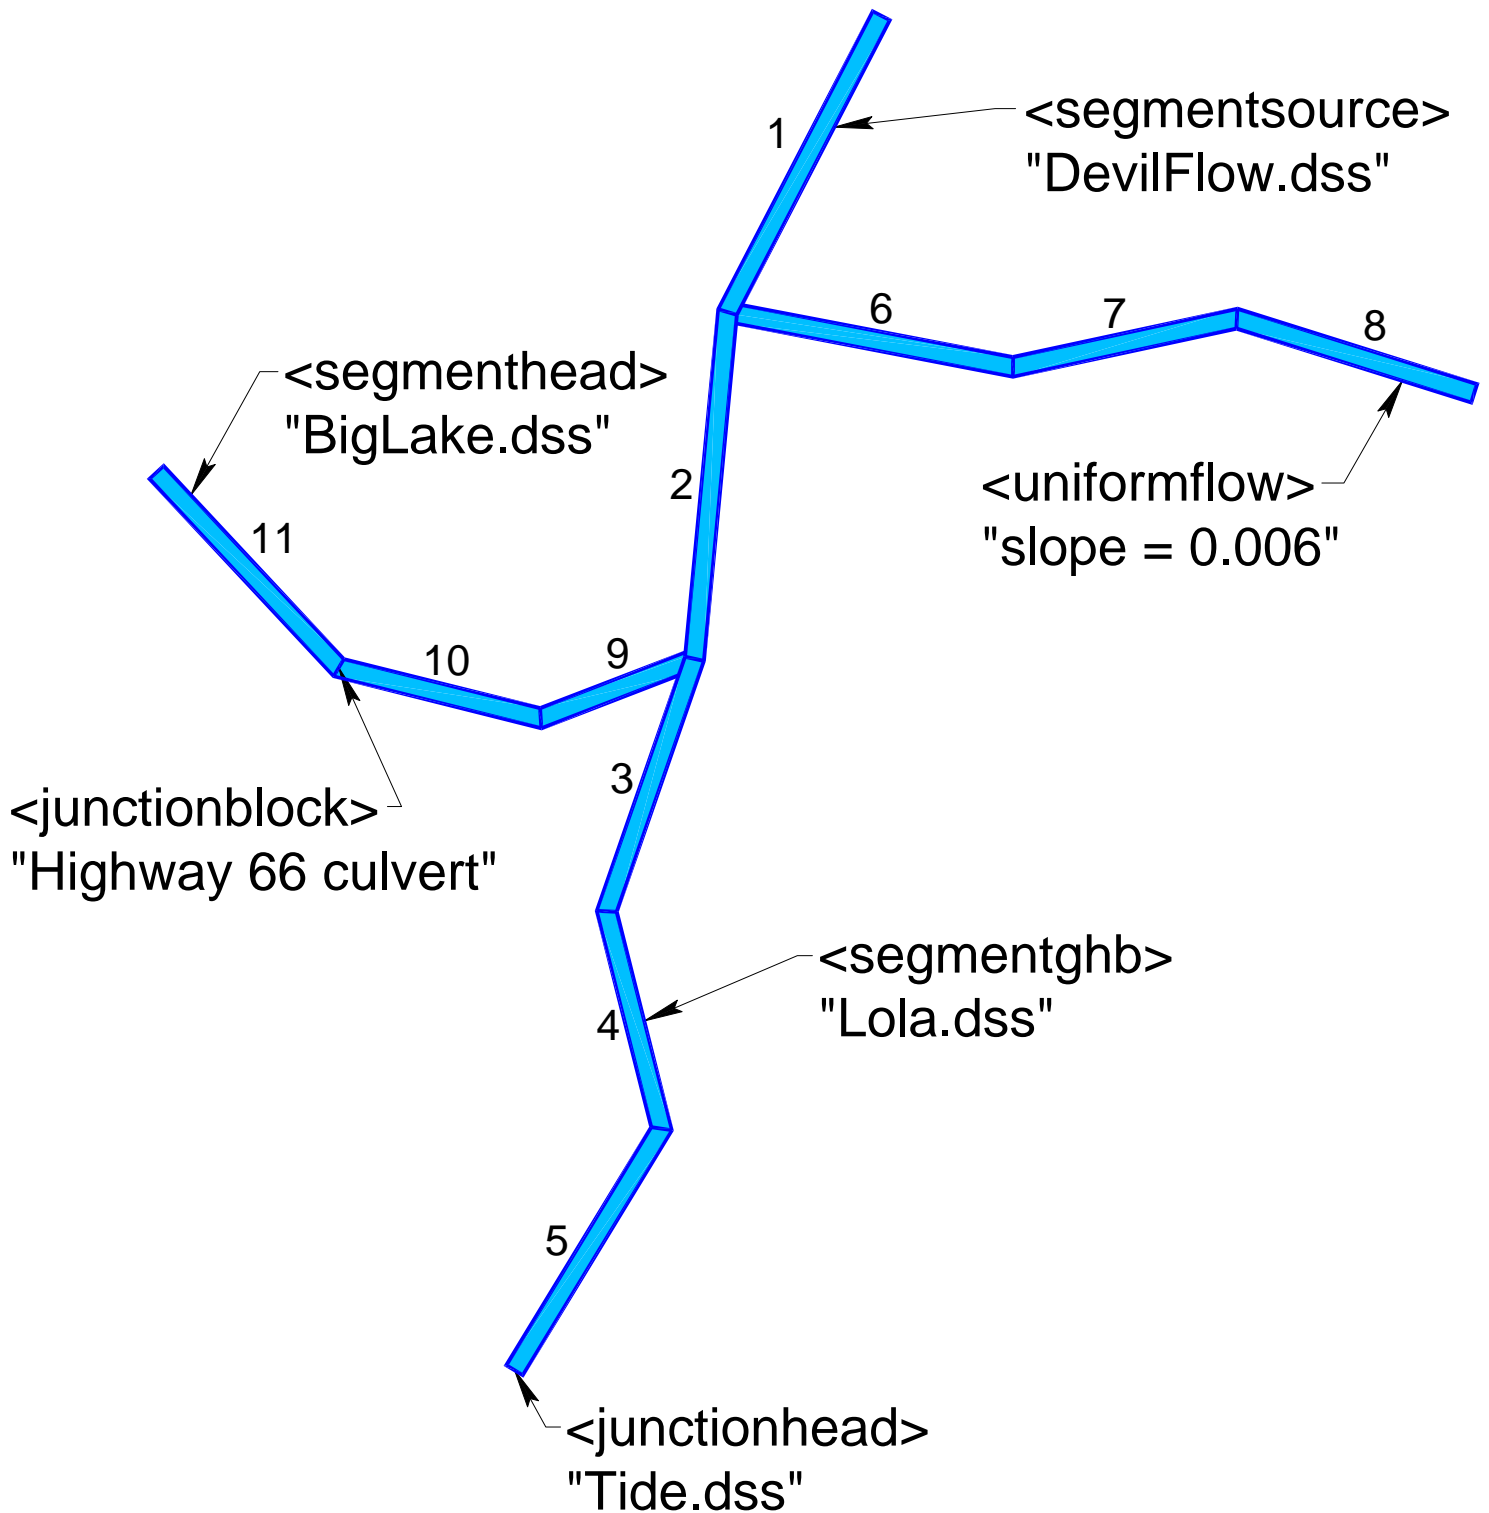 1
<segmentsource>
"DevilFlow.dss"
6
7
8
<segmenthead>
"BigLake.dss"
2
<uniformflow>
"slope = 0.006"
11
10
9
3
<junctionblock>
"Highway 66 culvert"
<segmentghb>
"Lola.dss"
4
5
<junctionhead>
"Tide.dss"